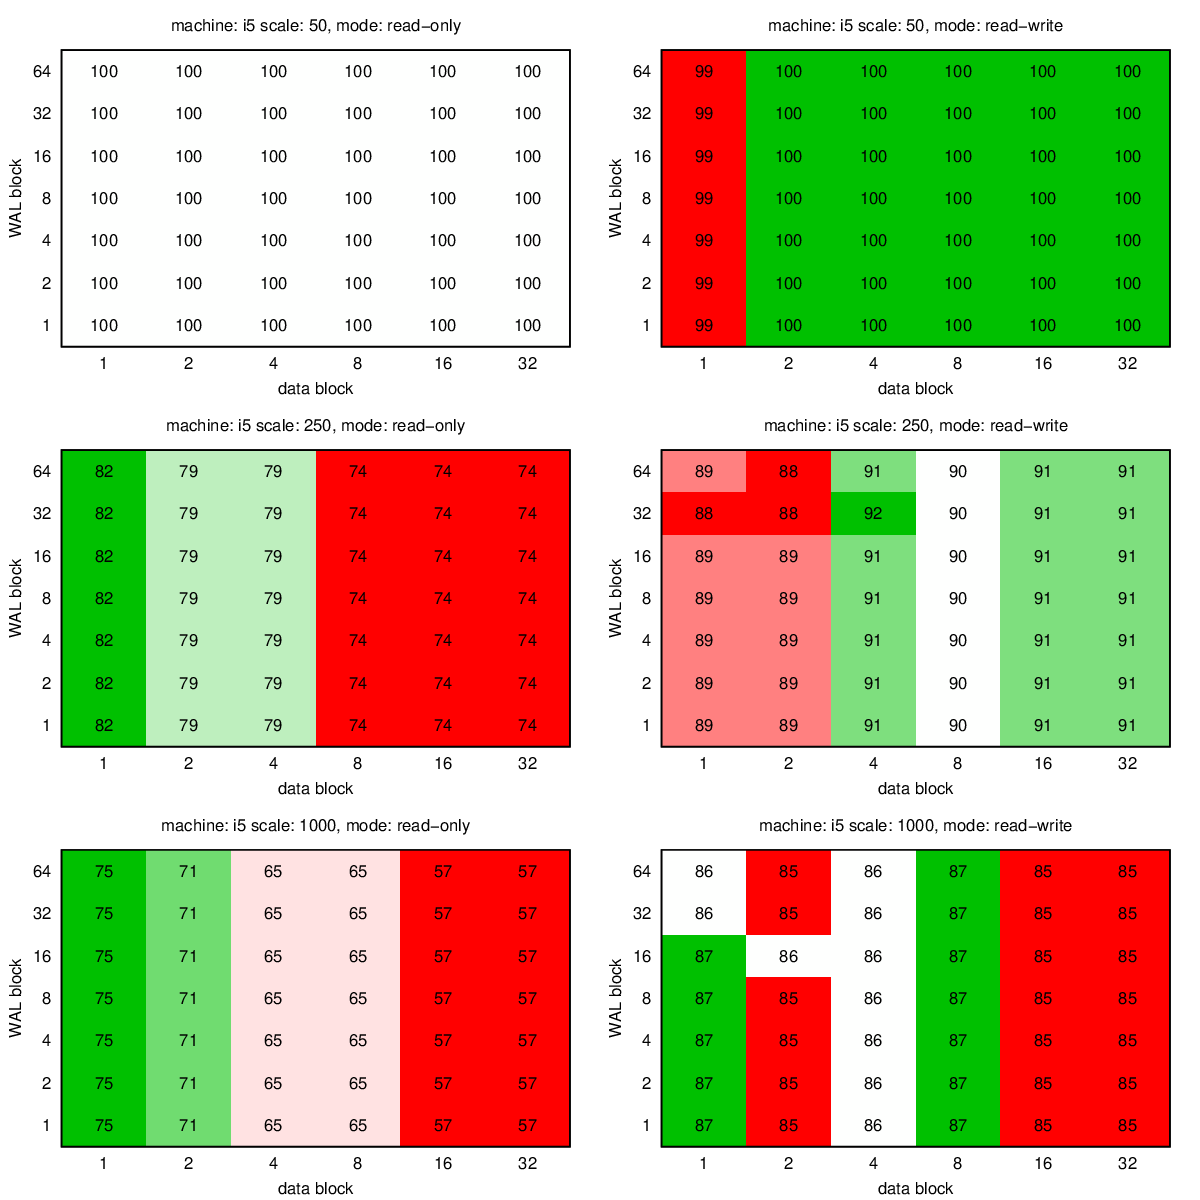 machine: i5 scale: 50, mode: read−only
64 100 100 100 100 100 100
32 100 100 100 100 100 100
16 100 100 100 100 100 100
8 100 100 100 100 100 100
4 100 100 100 100 100 100
2 100 100 100 100 100 100
1 100 100 100 100 100 100
WAL block
1 2 4 8 16 32
data block
machine: i5 scale: 50, mode: read−write
64 99 100 100 100 100 100
32 99 100 100 100 100 100
16 99 100 100 100 100 100
8 99 100 100 100 100 100
4 99 100 100 100 100 100
2 99 100 100 100 100 100
1 99 100 100 100 100 100
WAL block
1 2 4 8 16 32
data block
machine: i5 scale: 250, mode: read−only
64 82 79 79 74 74 74
32 82 79 79 74 74 74
16 82 79 79 74 74 74
8 82 79 79 74 74 74
4 82 79 79 74 74 74
2 82 79 79 74 74 74
1 82 79 79 74 74 74
WAL block
1 2 4 8 16 32
data block
machine: i5 scale: 250, mode: read−write
64 89 88 91 90 91 91
32 88 88 92 90 91 91
16 89 89 91 90 91 91
8 89 89 91 90 91 91
4 89 89 91 90 91 91
2 89 89 91 90 91 91
1 89 89 91 90 91 91
WAL block
1 2 4 8 16 32
data block
machine: i5 scale: 1000, mode: read−only
64 75 71 65 65 57 57
32 75 71 65 65 57 57
16 75 71 65 65 57 57
8 75 71 65 65 57 57
4 75 71 65 65 57 57
2 75 71 65 65 57 57
1 75 71 65 65 57 57
WAL block
1 2 4 8 16 32
data block
machine: i5 scale: 1000, mode: read−write
64 86 85 86 87 85 85
32 86 85 86 87 85 85
16 87 86 86 87 85 85
8 87 85 86 87 85 85
4 87 85 86 87 85 85
2 87 85 86 87 85 85
1 87 85 86 87 85 85
WAL block
1 2 4 8 16 32
data block